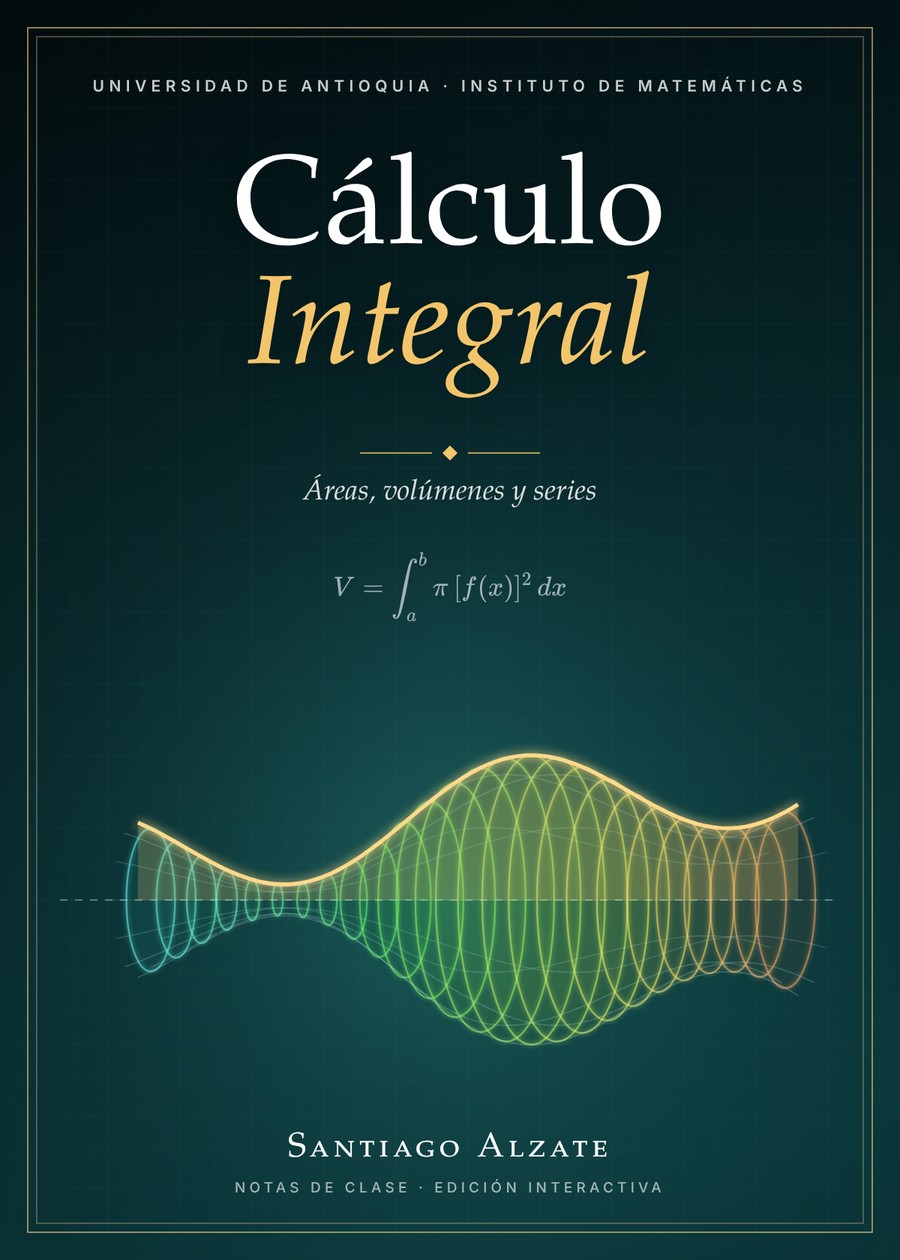 UNIVERSIDAD DE ANTIOQUIA · INSTITUTO DE MATEMÁTICAS
Cálculo
Integral
Áreas, volúmenes y series
V = ∫_a^b π [f(x)]² dx
SANTIAGO ALZATE
NOTAS DE CLASE · EDICIÓN INTERACTIVA